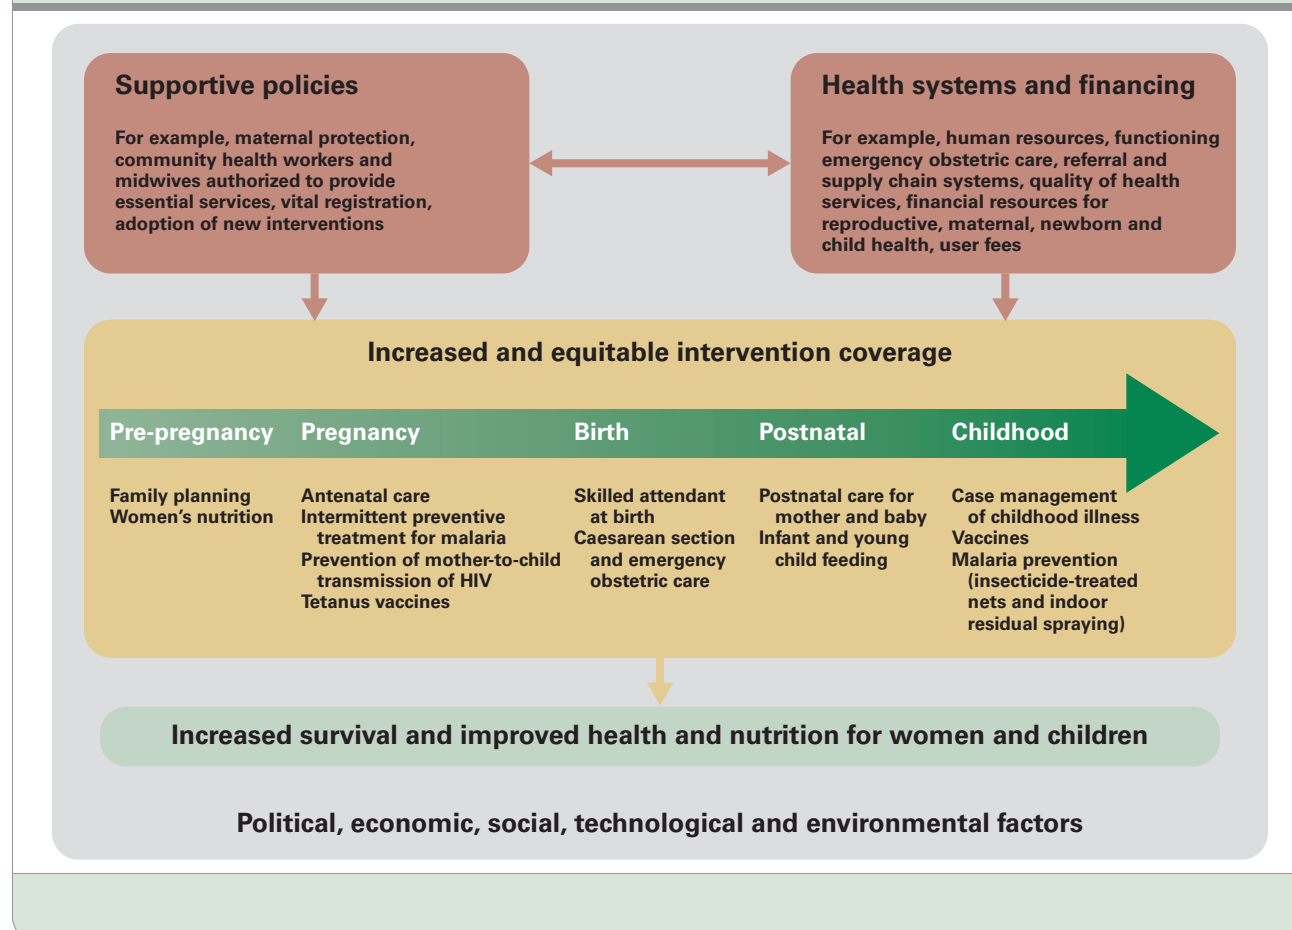 Supportive policies
For example, maternal protection,
community health workers and
midwives authorized to provide
essential services, vital registration,
adoption of new interventions
Health systems and financing
For example, human resources, functioning
emergency obstetric care, referral and
supply chain systems, quality of health
services, financial resources for
reproductive, maternal, newborn and
child health, user fees
Increased and equitable intervention coverage
Pre-pregnancy
Pregnancy
Birth
Postnatal
Childhood
Family planning
Women’s nutrition
Antenatal care
Intermittent preventive
treatment for malaria
Prevention of mother-to-child
transmission of HIV
Tetanus vaccines
Skilled attendant
at birth
Caesarean section
and emergency
obstetric care
Postnatal care for
mother and baby
Infant and young
child feeding
Case management
of childhood illness
Vaccines
Malaria prevention
(insecticide-treated
nets and indoor
residual spraying)
Increased survival and improved health and nutrition for women and children
Political, economic, social, technological and environmental factors